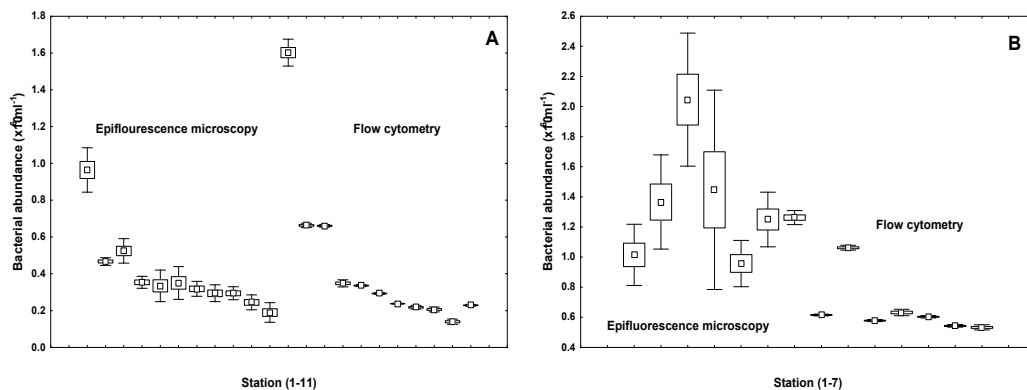 A
1.8
1.6
1.4
1.2
1.0
0.8
0.6
0.4
0.2
0.0
Bacterial abundance (x10⁶ml⁻¹)
Epiflourescence microscopy
Flow cytometry
Station (1-11)
B
2.6
2.4
2.2
2.0
1.8
1.6
1.4
1.2
1.0
0.8
0.6
0.4
Bacterial abundance (x10⁶ml⁻¹)
Flow cytometry
Epifluorescence microscopy
Station (1-7)